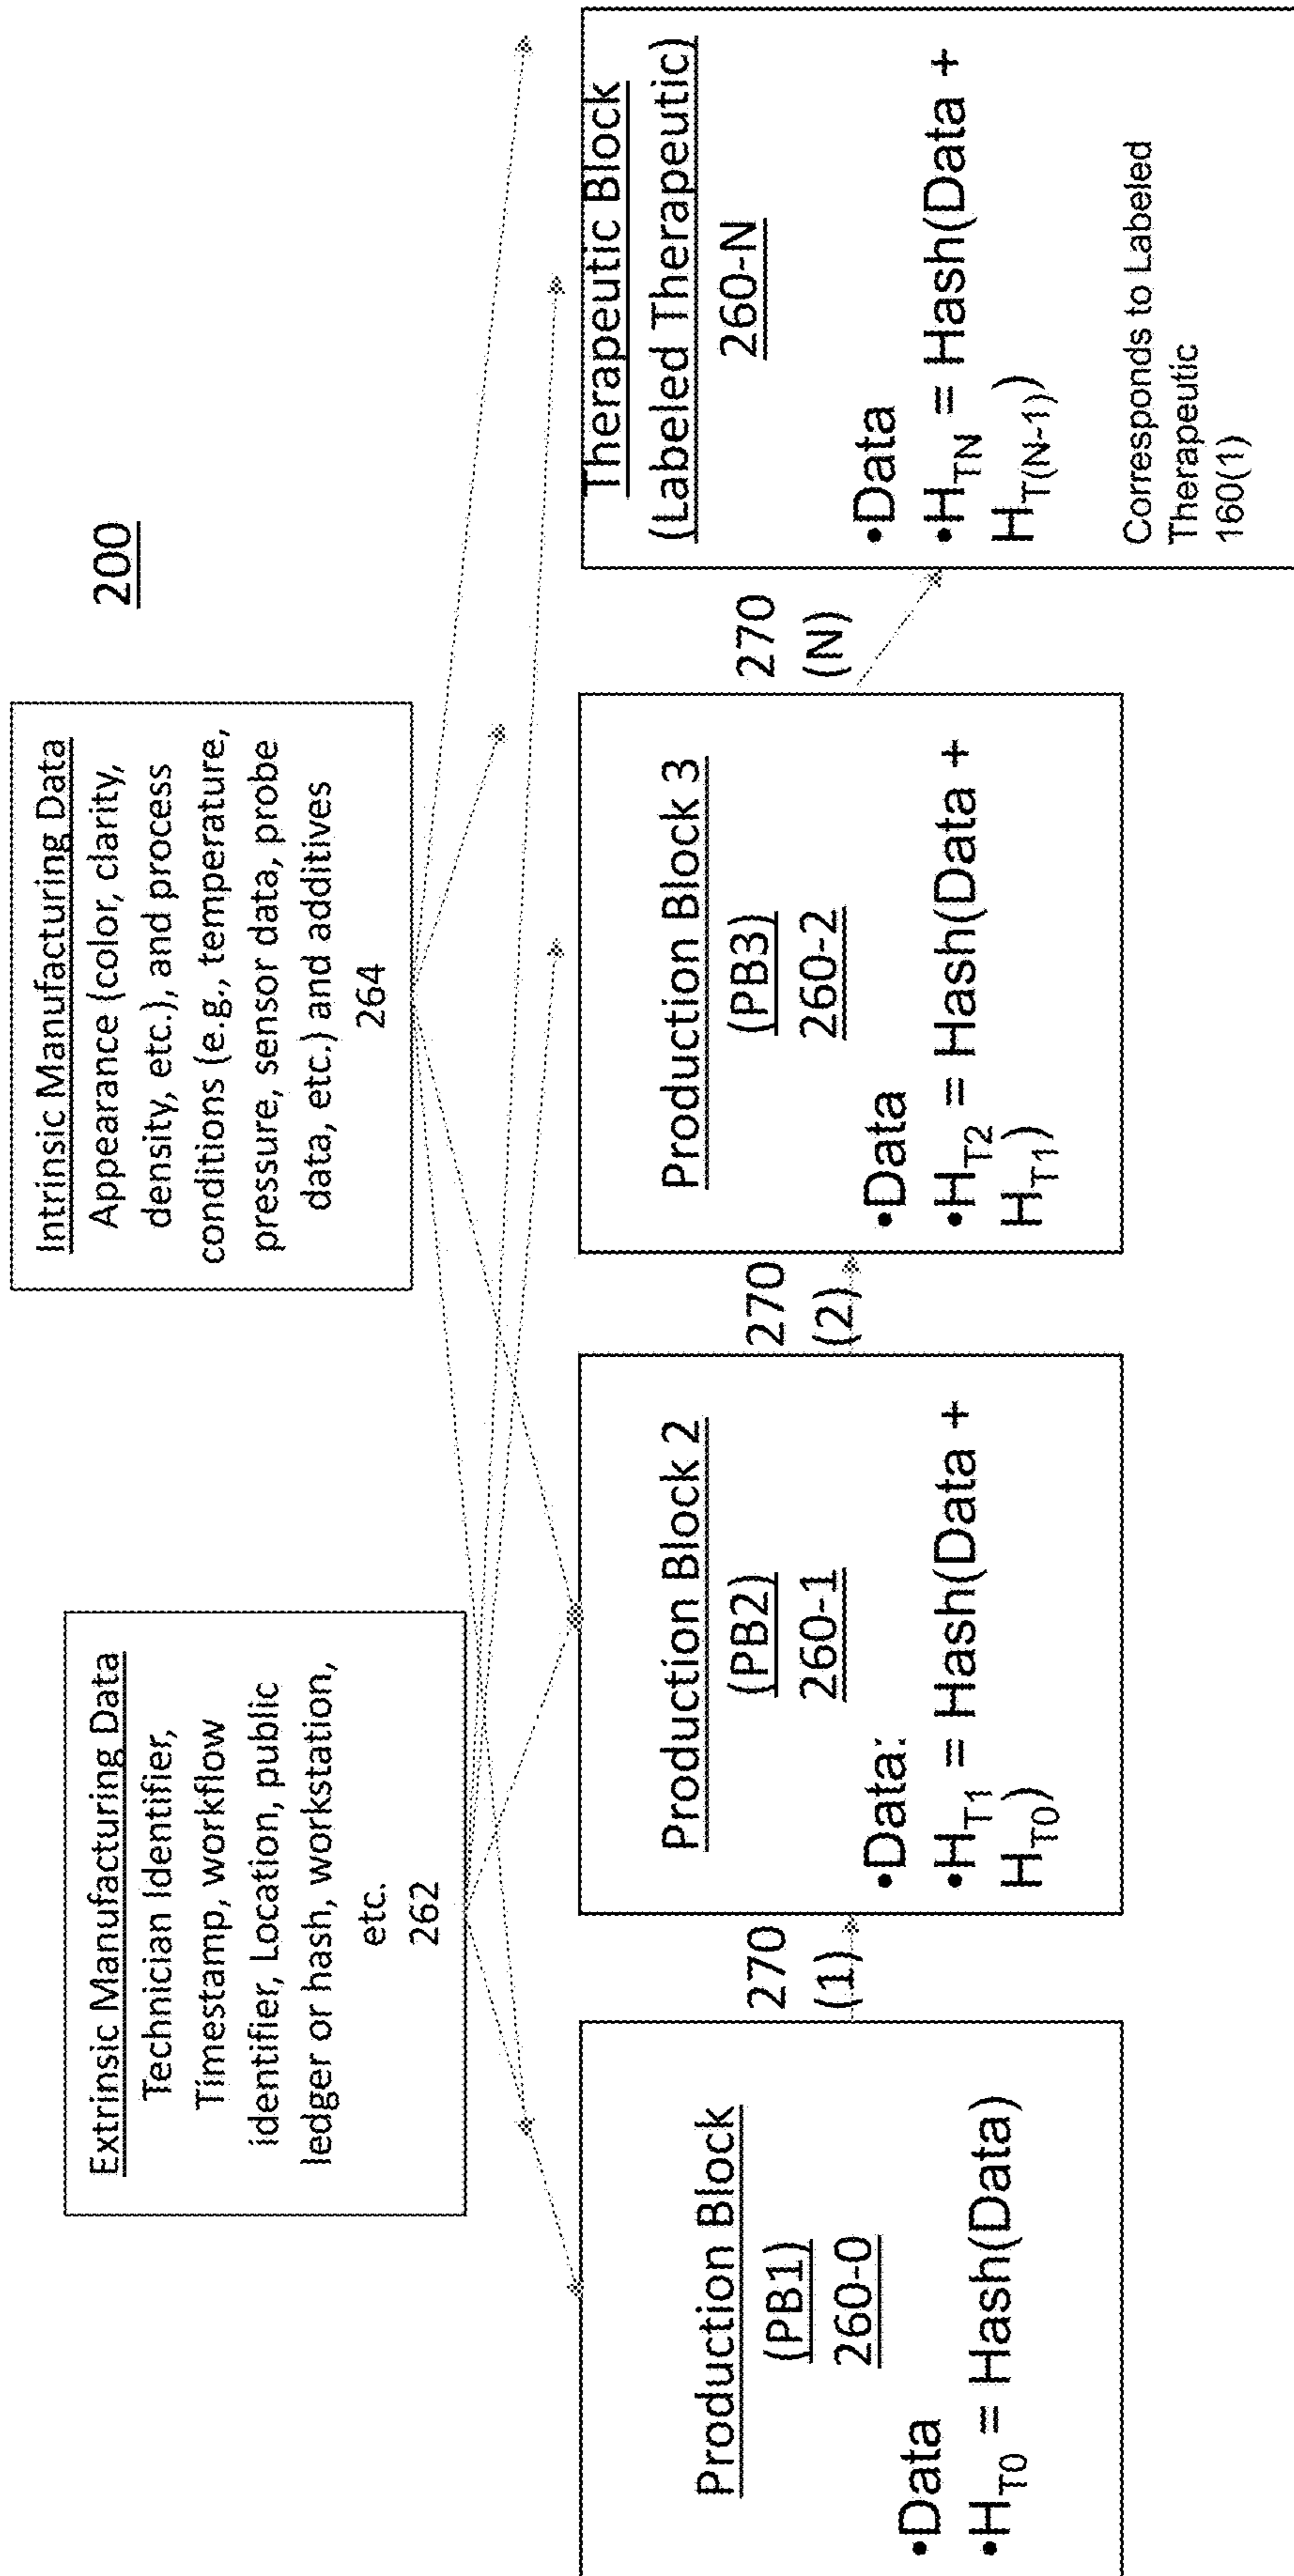 200
Extrinsic Manufacturing Data
Technician Identifier,
Timestamp, workflow
identifier, Location, public
ledger or hash, workstation,
etc.
262
Intrinsic Manufacturing Data
Appearance (color, clarity,
density, etc.), and process
conditions (e.g., temperature,
pressure, sensor data, probe
data, etc.) and additives
264
Production Block
(PB1)
260-0
•Data
•H_T0 = Hash(Data)
270
(1)
Production Block 2
(PB2)
260-1
•Data:
•H_T1 = Hash(Data +
H_T0)
270
(2)
Production Block 3
(PB3)
260-2
•Data
•H_T2 = Hash(Data +
H_T1)
270
(N)
Therapeutic Block
(Labeled Therapeutic)
260-N
•Data
•H_TN = Hash(Data +
H_T(N-1))
Corresponds to Labeled
Therapeutic
160(1)